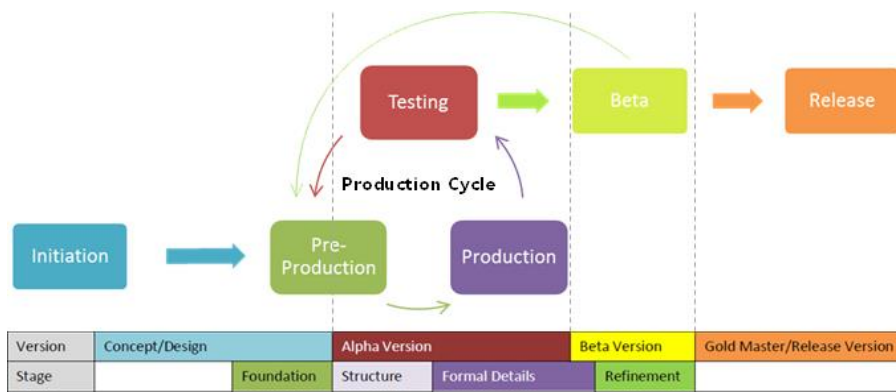 Testing
Beta
Release
Production Cycle
Initiation
Pre-
Production
Production
Version Concept/Design Alpha Version Beta Version Gold Master/Release Version
Stage Foundation Structure Formal Details Refinement